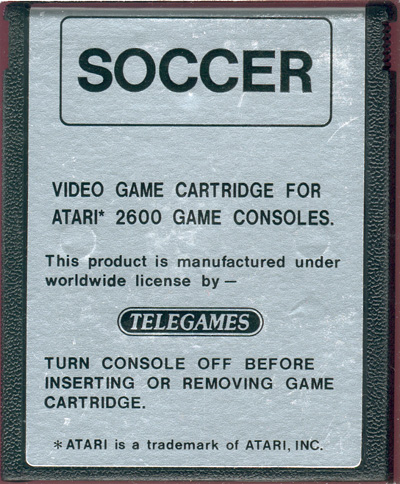 SOCCER
VIDEO GAME CARTRIDGE FOR
ATARI* 2600 GAME CONSOLES.
This product is manufactured under
worldwide license by —
TELEGAMES
TURN CONSOLE OFF BEFORE
INSERTING OR REMOVING GAME
CARTRIDGE.
*ATARI is a trademark of ATARI, INC.